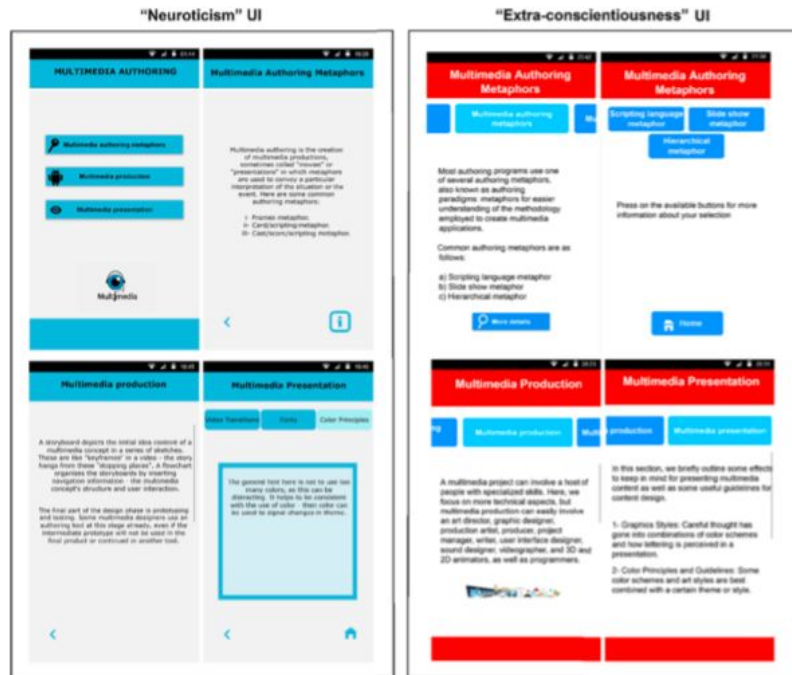 “Neuroticism” UI
“Extra-conscientiousness” UI
MULTIMEDIA AUTHORING
Multimedia authoring metaphors
Multimedia production
Multimedia presentation
Multimedia
Multimedia Authoring Metaphors
Multimedia authoring is the creation
of multimedia productions,
sometimes called "movies" or
"presentations" in which metaphors
are used to convey a particular
interpretation of the situation or the
event. Here are some common
authoring metaphors:
i- Frames metaphor.
ii- Card/scripting metaphor.
iii- Cast/score/scripting metaphor.
Multimedia production
A storyboard depicts the initial idea content of a
multimedia concept in a series of sketches.
These are like "keyframes" in a video - the story
hangs from these "stopping places". A flowchart
organises the storyboards by inserting
navigation information - the multimedia
concept's structure and user interaction.
The final part of the design phase is prototyping
and testing. Some multimedia designers use an
authoring tool at this stage already, even if the
intermediate prototype will not be used in the
final product or continued in another tool.
Multimedia Presentation
Video Transitions
Fonts
Color Principles
The general hint here is not to use too
many colors, as this can be
distracting. It helps to be consistent
with the use of color - then color can
be used to signal changes in theme.
Multimedia Authoring
Metaphors
Multimedia authoring
metaphors
Mu
Most authoring programs use one
of several authoring metaphors,
also known as authoring
paradigms: metaphors for easier
understanding of the methodology
employed to create multimedia
applications.
Common authoring metaphors are as
follows:
a) Scripting language metaphor
b) Slide show metaphor
c) Hierarchical metaphor
More details
Multimedia Authoring
Metaphors
Scripting language
metaphor
Slide show
metaphor
Hierarchical
metaphor
Press on the available buttons for more
information about your selection
Home
Multimedia Production
Multimedia production
A multimedia project can involve a host of
people with specialized skills. Here, we
focus on more technical aspects, but
multimedia production can easily involve
an art director, graphic designer,
production artist, producer, project
manager, writer, user interface designer,
sound designer, videographer, and 3D and
2D animators, as well as programmers.
Multimedia Presentation
production
Multimedia presentation
In this section, we briefly outline some effects
to keep in mind for presenting multimedia
content as well as some useful guidelines for
content design.
1- Graphics Styles: Careful thought has
gone into combinations of color schemes
and how lettering is perceived in a
presentation.
2- Color Principles and Guidelines: Some
color schemes and art styles are best
combined with a certain theme or style.